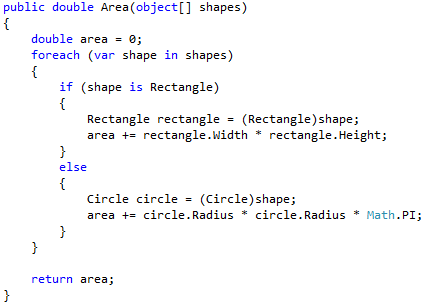 public double Area(object[] shapes)
{
    double area = 0;
    foreach (var shape in shapes)
    {
        if (shape is Rectangle)
        {
            Rectangle rectangle = (Rectangle)shape;
            area += rectangle.Width * rectangle.Height;
        }
        else
        {
            Circle circle = (Circle)shape;
            area += circle.Radius * circle.Radius * Math.PI;
        }
    }

    return area;
}